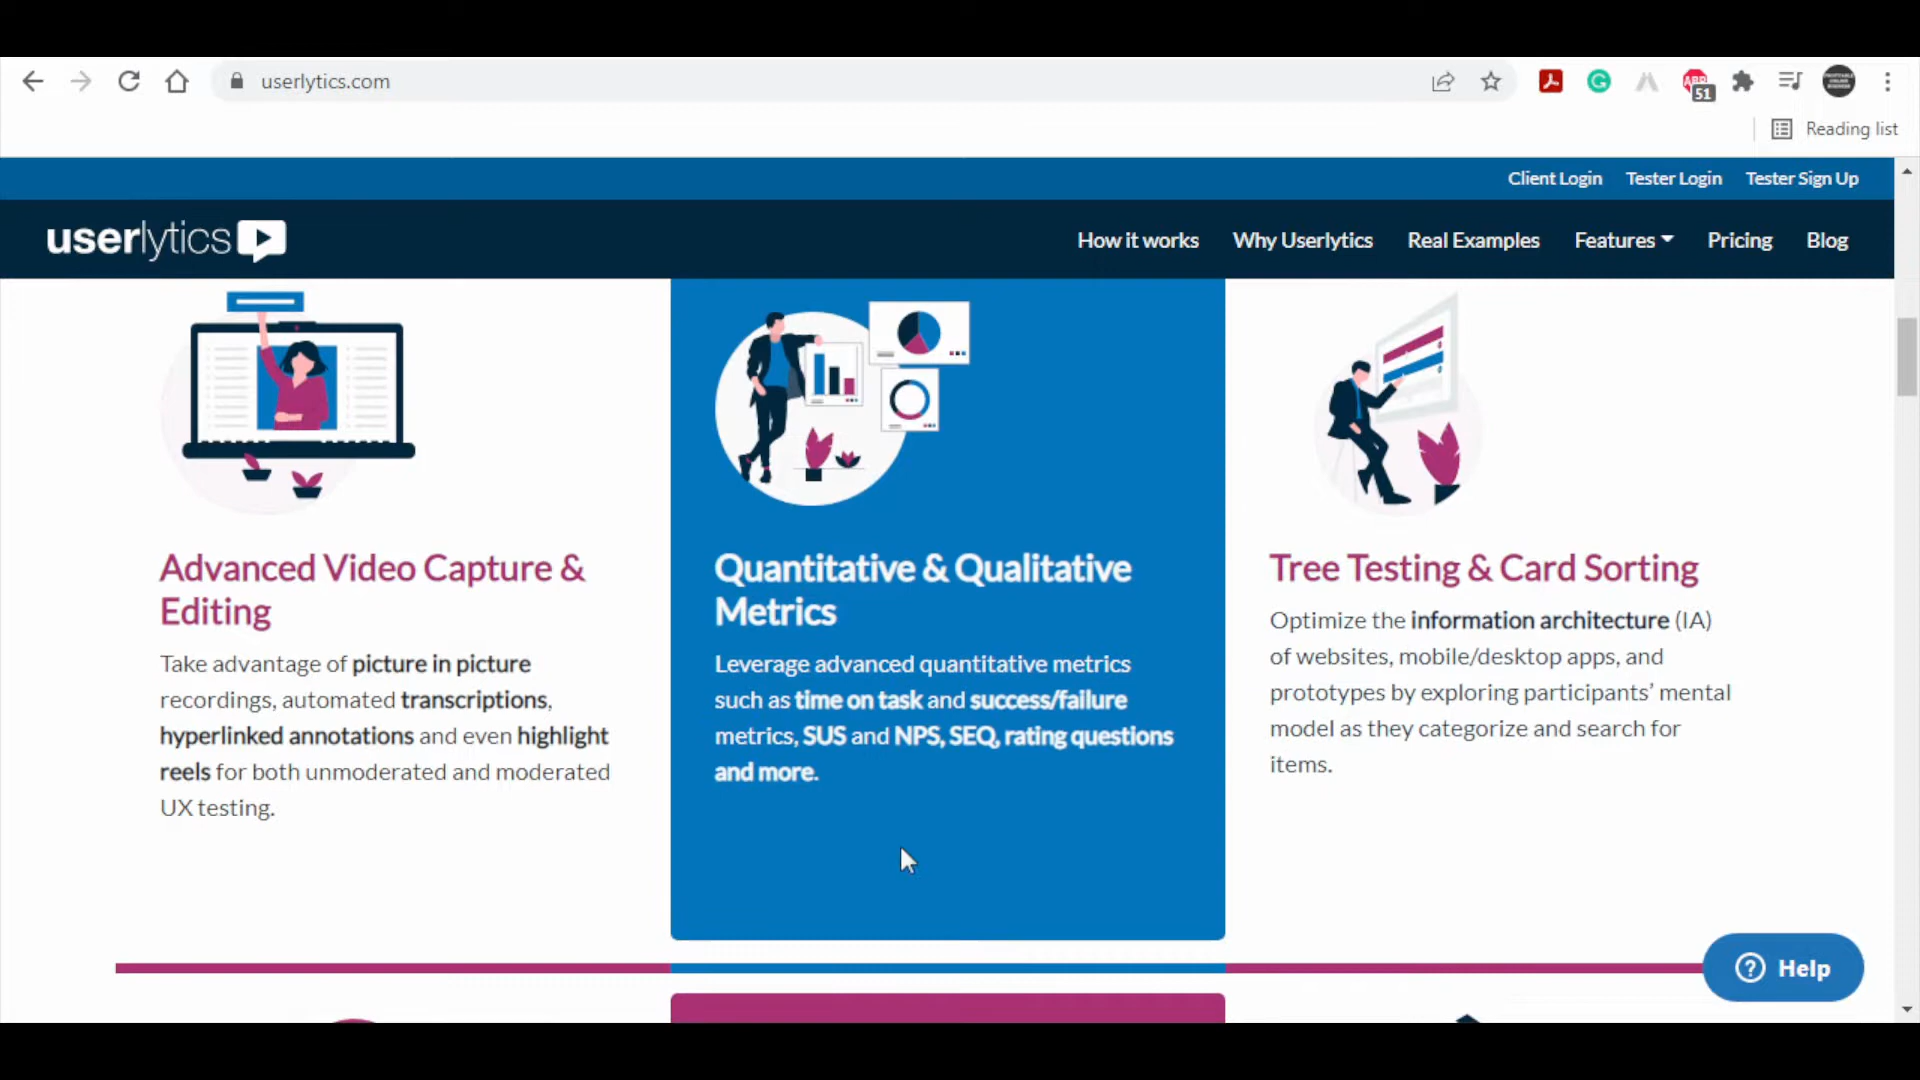 userlytics.com
ABP
51
Reading list
Client Login
Tester Login
Tester Sign Up
userlytics
How it works
Why Userlytics
Real Examples
Features
Pricing
Blog
Advanced Video Capture &
Editing
Take advantage of picture in picture
recordings, automated transcriptions,
hyperlinked annotations and even highlight
reels for both unmoderated and moderated
UX testing.
Quantitative & Qualitative
Metrics
Leverage advanced quantitative metrics
such as time on task and success/failure
metrics, SUS and NPS, SEQ, rating questions
and more.
Tree Testing & Card Sorting
Optimize the information architecture (IA)
of websites, mobile/desktop apps, and
prototypes by exploring participants' mental
model as they categorize and search for
items.
? Help